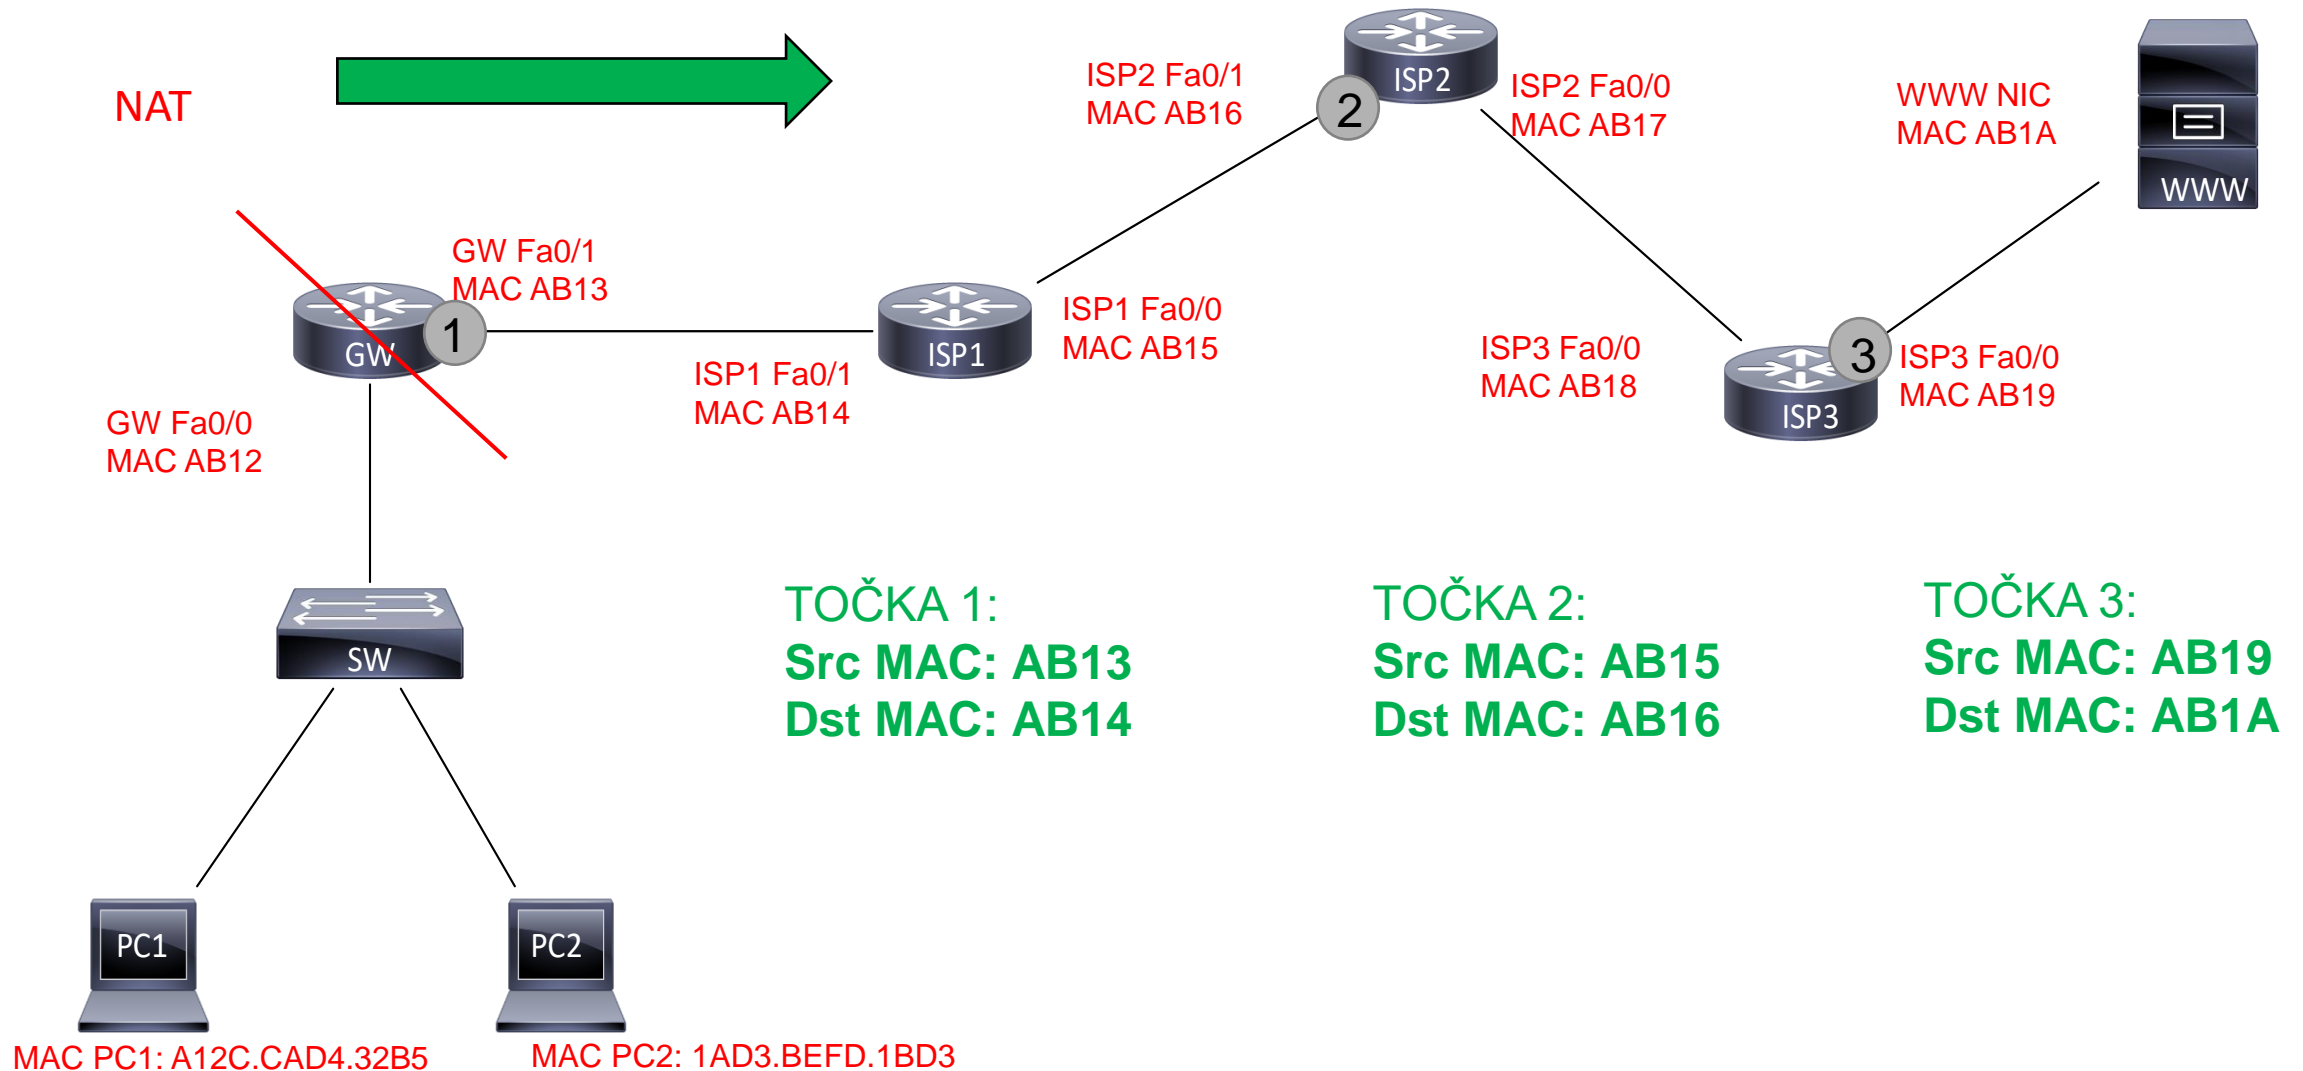 NAT
ISP2 Fa0/1
MAC AB16
2
ISP2
ISP2 Fa0/0
MAC AB17
WWW NIC
MAC AB1A
WWW
GW Fa0/1
MAC AB13
GW
1
ISP1
ISP1 Fa0/0
MAC AB15
ISP1 Fa0/1
MAC AB14
ISP3 Fa0/0
MAC AB18
3
ISP3
ISP3 Fa0/0
MAC AB19
GW Fa0/0
MAC AB12
SW
TOČKA 1:
Src MAC: AB13
Dst MAC: AB14
TOČKA 2:
Src MAC: AB15
Dst MAC: AB16
TOČKA 3:
Src MAC: AB19
Dst MAC: AB1A
PC1
PC2
MAC PC1: A12C.CAD4.32B5
MAC PC2: 1AD3.BEFD.1BD3